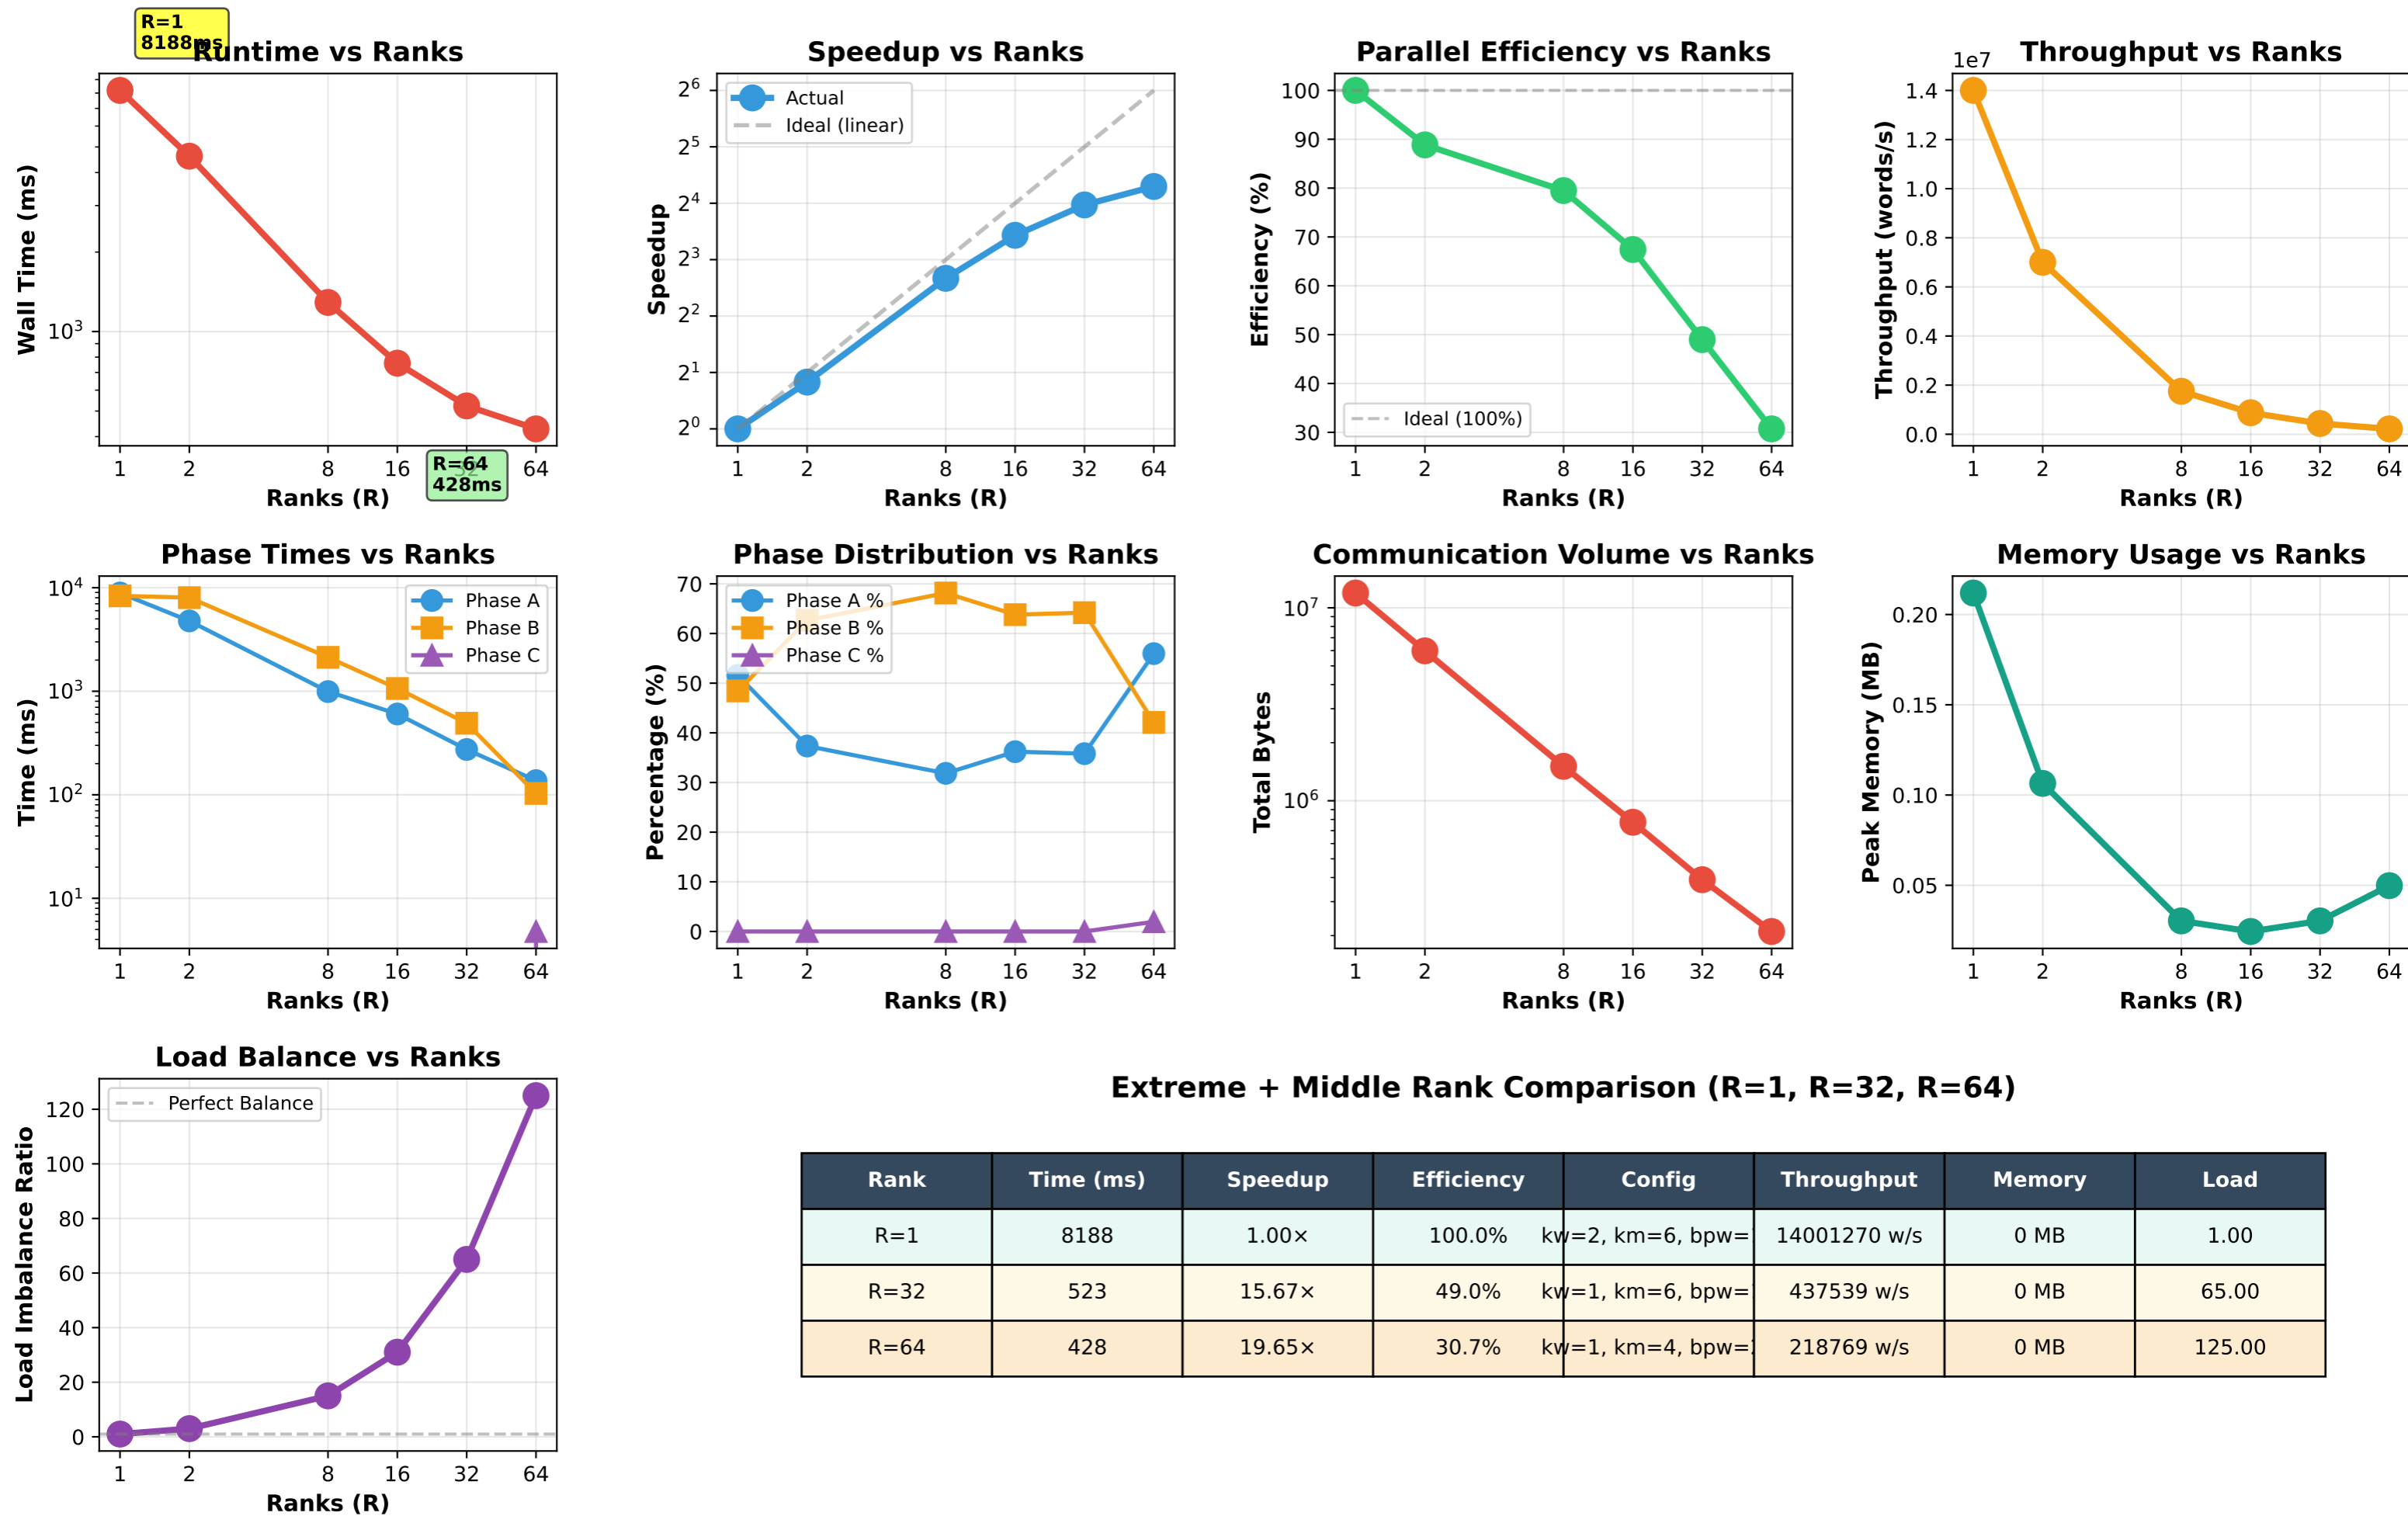 R=1
8188ms
Runtime vs Ranks
Wall Time (ms)
10³
1 2 8 16 32 64
R=64
428ms
Ranks (R)
Speedup vs Ranks
Actual
Ideal (linear)
Speedup
2⁶
2⁵
2⁴
2³
2²
2¹
2⁰
1 2 8 16 32 64
Ranks (R)
Parallel Efficiency vs Ranks
Efficiency (%)
100
90
80
70
60
50
40
30
Ideal (100%)
1 2 8 16 32 64
Ranks (R)
Throughput vs Ranks
1e7
Throughput (words/s)
1.4
1.2
1.0
0.8
0.6
0.4
0.2
0.0
1 2 8 16 32 64
Ranks (R)
Phase Times vs Ranks
Time (ms)
10⁴
10³
10²
10¹
Phase A
Phase B
Phase C
1 2 8 16 32 64
Ranks (R)
Phase Distribution vs Ranks
Percentage (%)
70
60
50
40
30
20
10
0
Phase A %
Phase B %
Phase C %
1 2 8 16 32 64
Ranks (R)
Communication Volume vs Ranks
Total Bytes
10⁷
10⁶
1 2 8 16 32 64
Ranks (R)
Memory Usage vs Ranks
Peak Memory (MB)
0.20
0.15
0.10
0.05
1 2 8 16 32 64
Ranks (R)
Load Balance vs Ranks
Load Imbalance Ratio
120
100
80
60
40
20
0
Perfect Balance
1 2 8 16 32 64
Ranks (R)
Extreme + Middle Rank Comparison (R=1, R=32, R=64)
Rank Time (ms) Speedup Efficiency Config Throughput Memory Load
R=1 8188 1.00× 100.0% kw=2, km=6, bpw= 14001270 w/s 0 MB 1.00
R=32 523 15.67× 49.0% kw=1, km=6, bpw= 437539 w/s 0 MB 65.00
R=64 428 19.65× 30.7% kw=1, km=4, bpw= 218769 w/s 0 MB 125.00